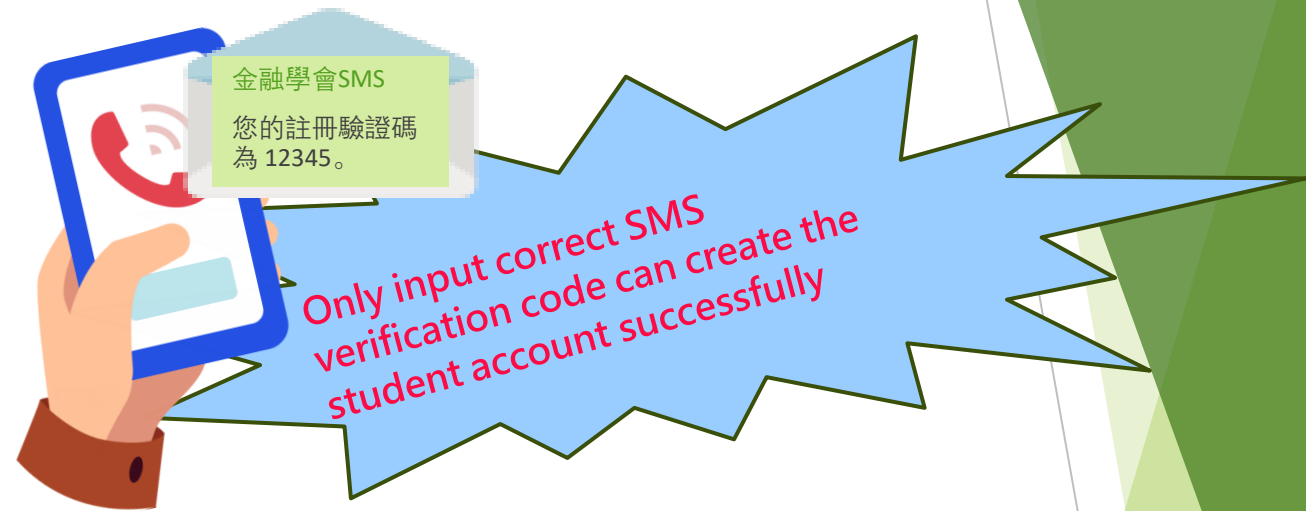 金融學會SMS
您的註冊驗證碼
為 12345。
Only input correct SMS
verification code can create the
student account successfully